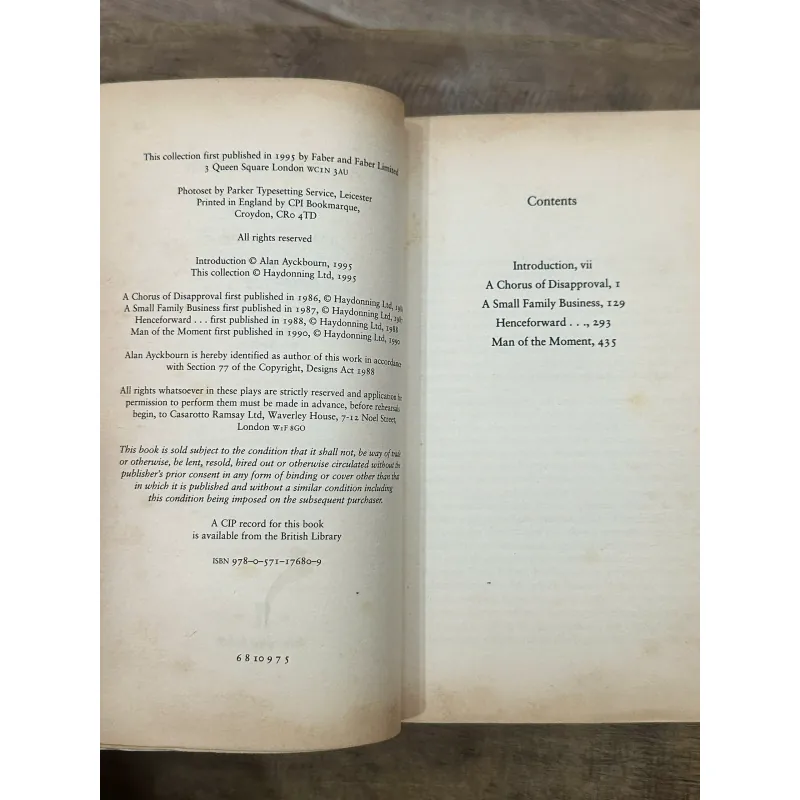 This collection first published in 1995 by Faber and Faber Limited
3 Queen Square London WC1N 3AU
Photoset by Parker Typesetting Service, Leicester
Printed in England by CPI Bookmarque,
Croydon, CR0 4TD
All rights reserved
Introduction © Alan Ayckbourn, 1995
This collection © Haydonning Ltd, 1995
A Chorus of Disapproval first published in 1986, © Haydonning Ltd, 1986
A Small Family Business first published in 1987, © Haydonning Ltd, 1987
Henceforward . . . first published in 1988, © Haydonning Ltd, 1988
Man of the Moment first published in 1990, © Haydonning Ltd, 1990
Alan Ayckbourn is hereby identified as author of this work in accordance
with Section 77 of the Copyright, Designs Act 1988
All rights whatsoever in these plays are strictly reserved and application for
permission to perform them must be made in advance, before rehearsals
begin, to Casarotto Ramsay Ltd, Waverley House, 7-12 Noel Street,
London W1F 8GO
This book is sold subject to the condition that it shall not, be way of trade
or otherwise, be lent, resold, hired out or otherwise circulated without the
publisher's prior consent in any form of binding or cover other than that
in which it is published and without a similar condition including
this condition being imposed on the subsequent purchaser.
A CIP record for this book
is available from the British Library
ISBN 978-0-571-17680-9
6 8 10 9 7 5
Contents
Introduction, vii
A Chorus of Disapproval, 1
A Small Family Business, 129
Henceforward . . ., 293
Man of the Moment, 435